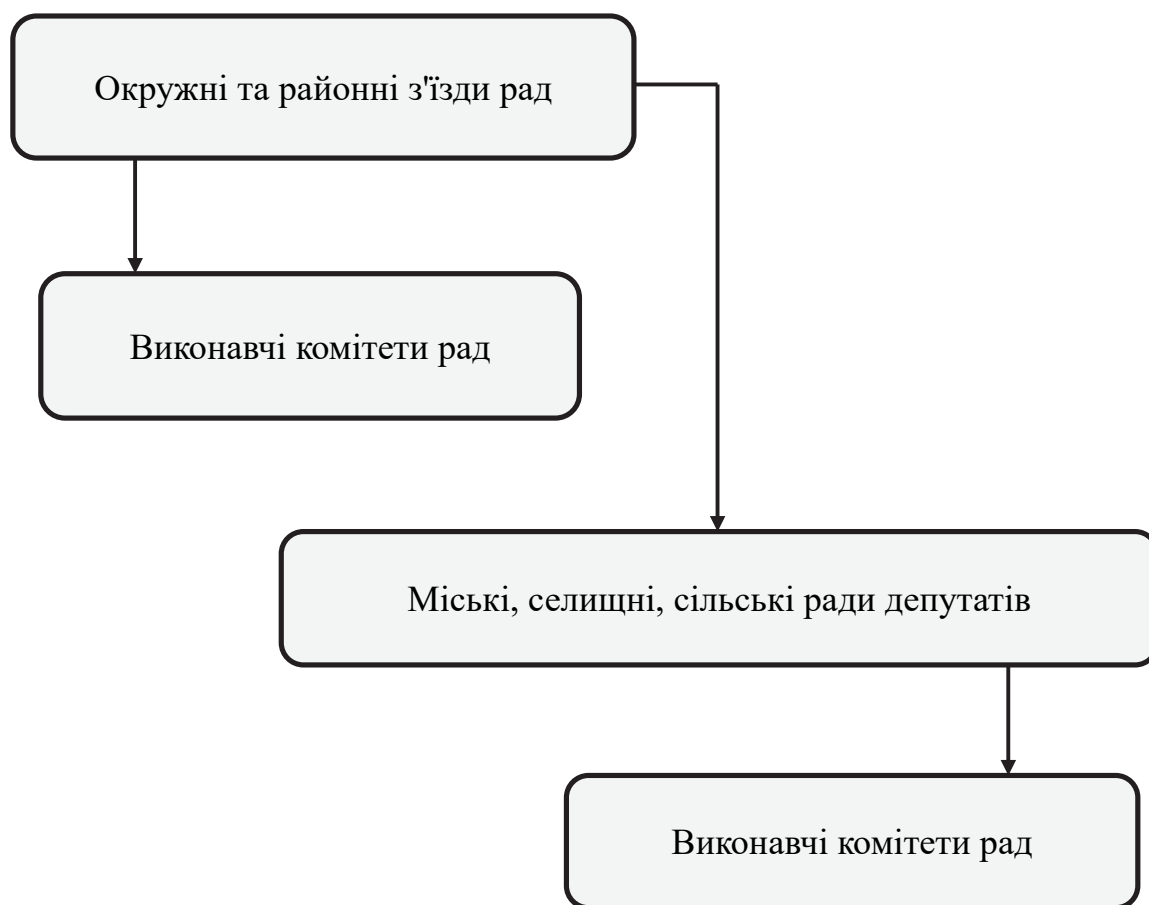 Окружні та районні з'їзди рад
Виконавчі комітети рад
Міські, селищні, сільські ради депутатів
Виконавчі комітети рад